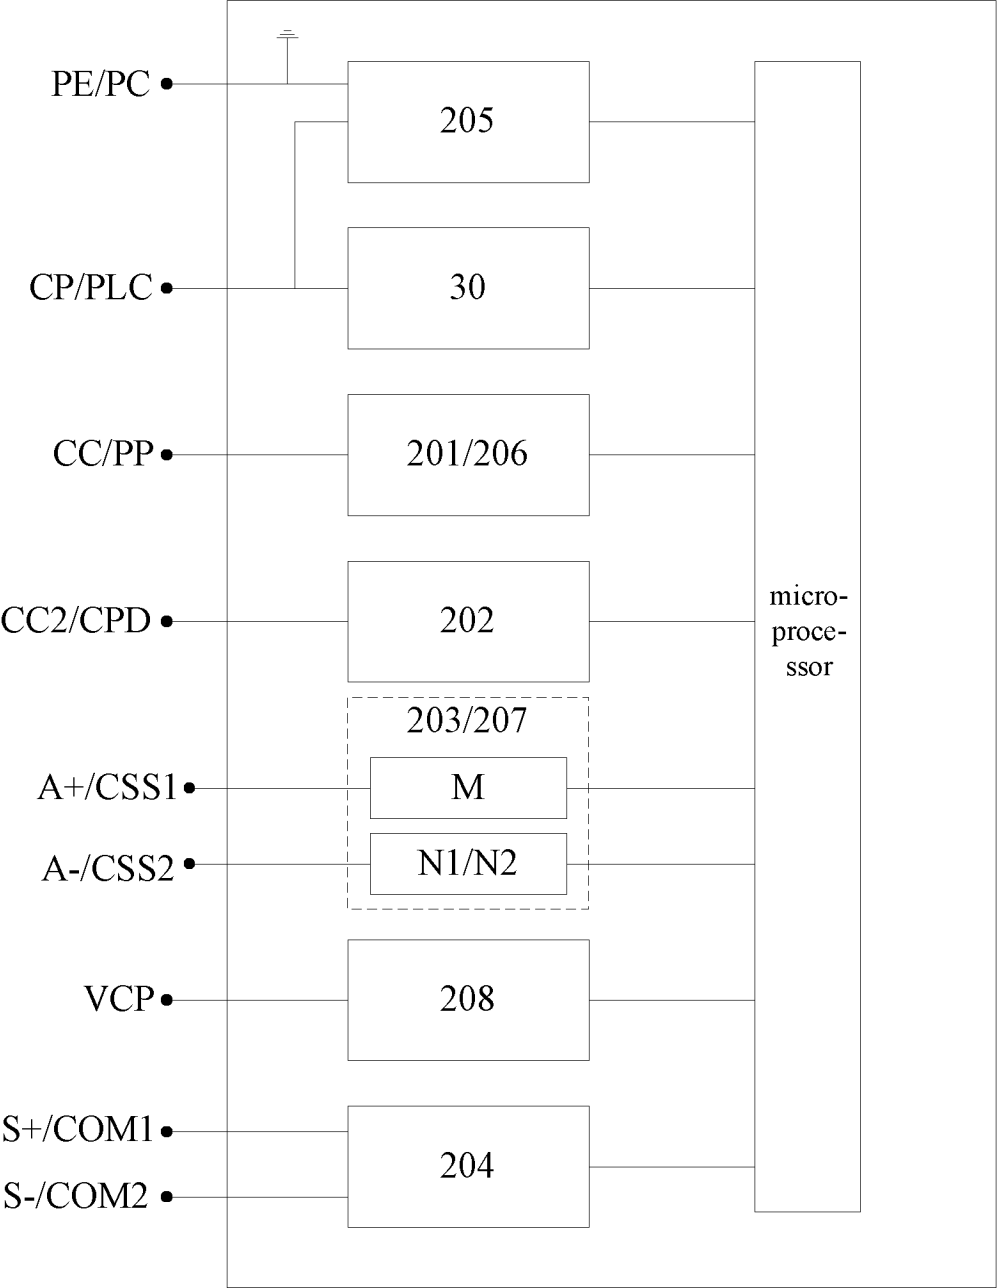 PE/PC
205
CP/PLC
30
CC/PP
201/206
CC2/CPD
202
micro-
proce-
ssor
203/207
A+/CSS1
M
A-/CSS2
N1/N2
VCP
208
S+/COM1
204
S-/COM2